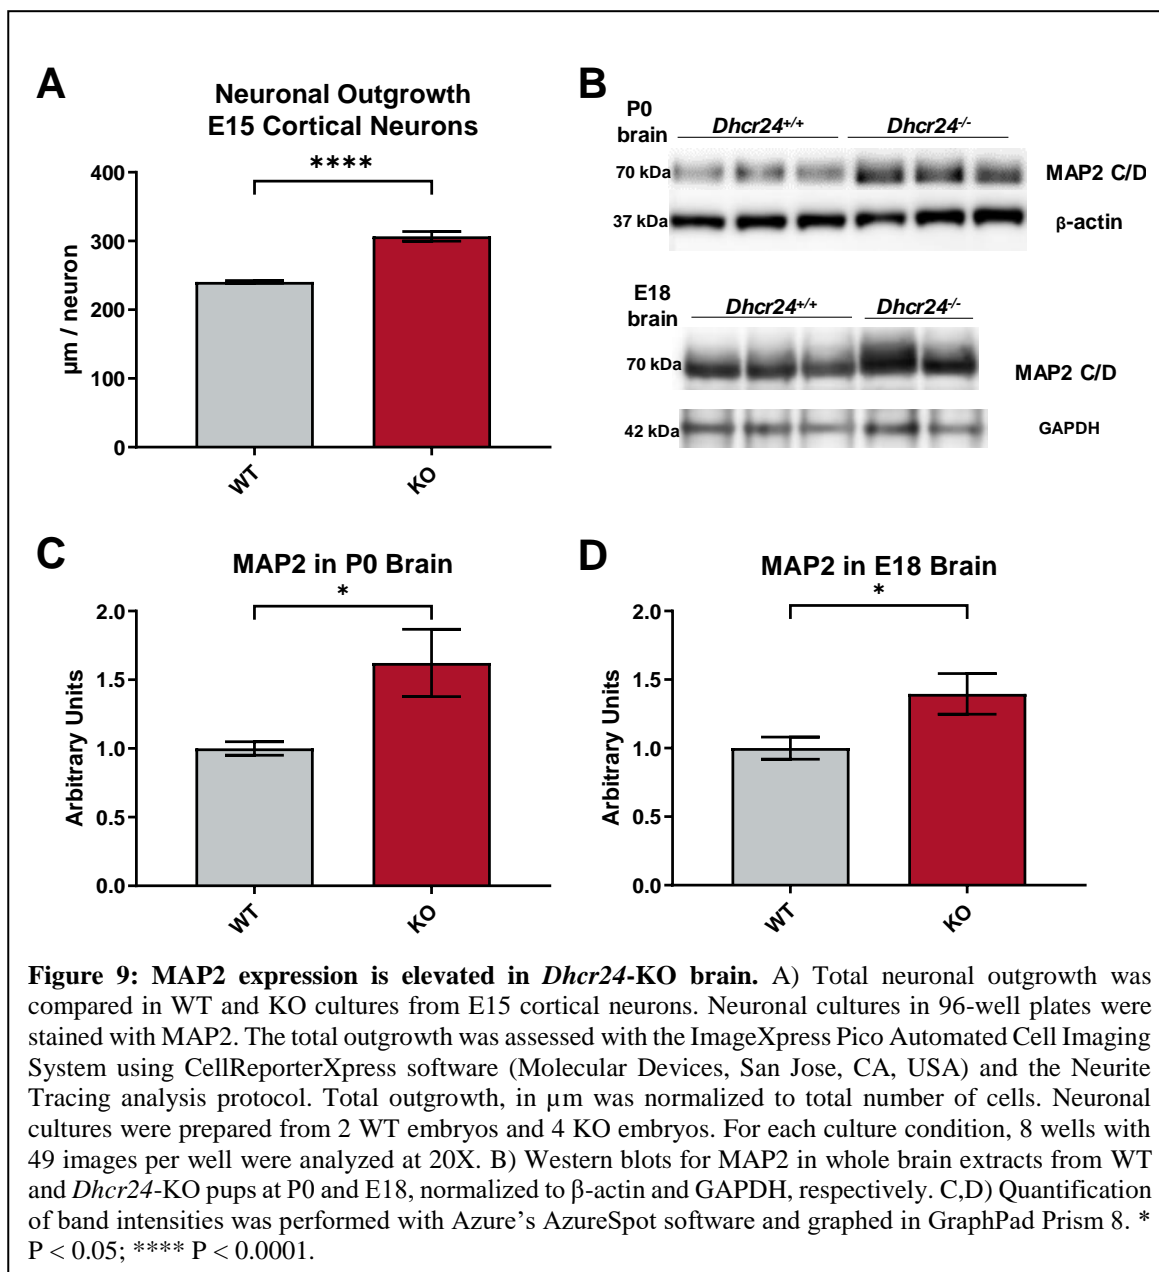 A
Neuronal Outgrowth
E15 Cortical Neurons
****
400
300
200
100
0
µm / neuron
WT
KO
B
P0
brain
Dhcr24+/+
Dhcr24-/-
70 kDa
MAP2 C/D
37 kDa
β-actin
E18
brain
Dhcr24+/+
Dhcr24-/-
70 kDa
MAP2 C/D
42 kDa
GAPDH
C
MAP2 in P0 Brain
*
2.0
1.5
1.0
0.5
0.0
Arbitrary Units
WT
KO
D
MAP2 in E18 Brain
*
2.0
1.5
1.0
0.5
0.0
Arbitrary Units
WT
KO
Figure 9: MAP2 expression is elevated in Dhcr24-KO brain. A) Total neuronal outgrowth was
compared in WT and KO cultures from E15 cortical neurons. Neuronal cultures in 96-well plates were
stained with MAP2. The total outgrowth was assessed with the ImageXpress Pico Automated Cell Imaging
System using CellReporterXpress software (Molecular Devices, San Jose, CA, USA) and the Neurite
Tracing analysis protocol. Total outgrowth, in µm was normalized to total number of cells. Neuronal
cultures were prepared from 2 WT embryos and 4 KO embryos. For each culture condition, 8 wells with
49 images per well were analyzed at 20X. B) Western blots for MAP2 in whole brain extracts from WT
and Dhcr24-KO pups at P0 and E18, normalized to β-actin and GAPDH, respectively. C,D) Quantification
of band intensities was performed with Azure's AzureSpot software and graphed in GraphPad Prism 8. *
P < 0.05; **** P < 0.0001.